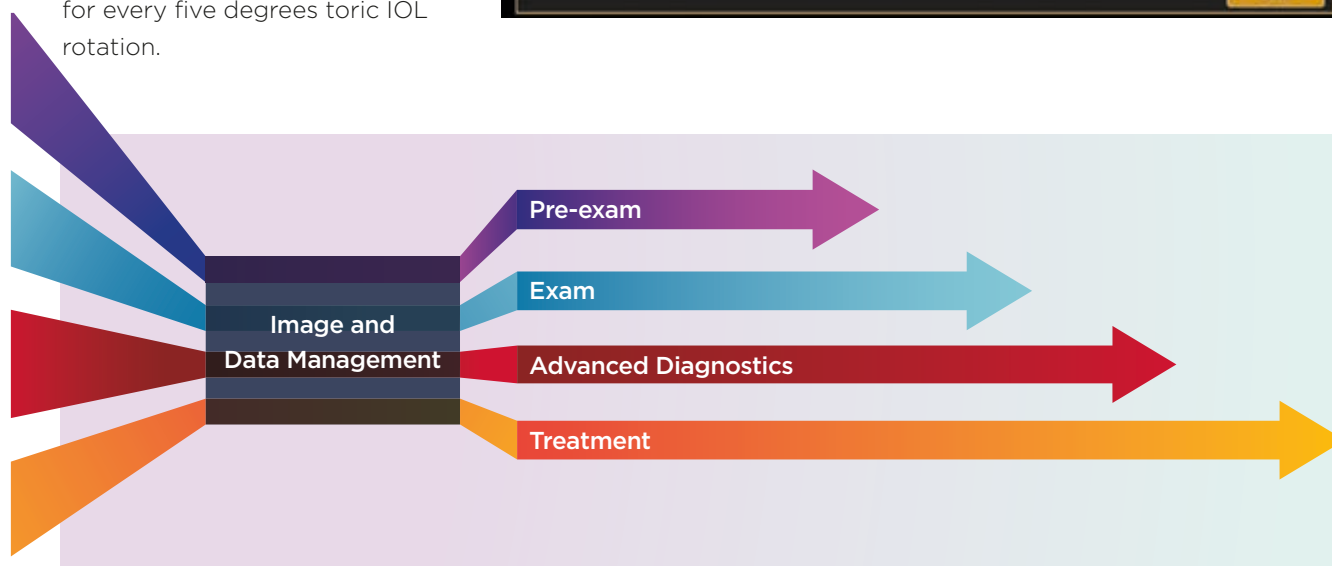 for every five degrees toric IOL
rotation.
Pre-exam
Exam
Image and
Data Management
Advanced Diagnostics
Treatment